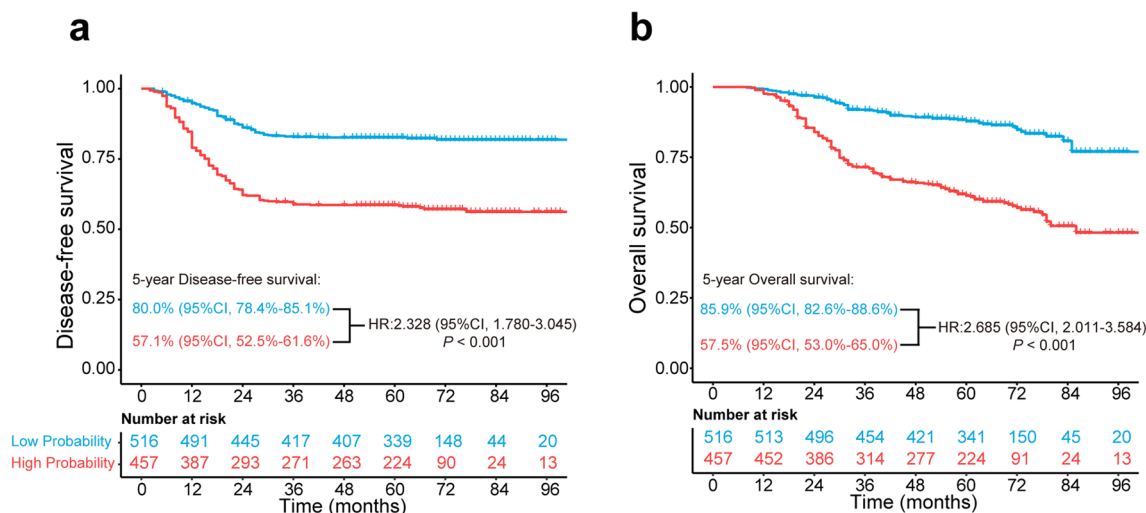 a
Disease-free survival
1.00
0.75
0.50
0.25
0.00
5-year Disease-free survival:
80.0% (95%CI, 78.4%-85.1%)
57.1% (95%CI, 52.5%-61.6%)
HR:2.328 (95%CI, 1.780-3.045)
P < 0.001
0 12 24 36 48 60 72 84 96
Number at risk
Low Probability 516 491 445 417 407 339 148 44 20
High Probability 457 387 293 271 263 224 90 24 13
0 12 24 36 48 60 72 84 96
Time (months)
b
Overall survival
1.00
0.75
0.50
0.25
0.00
5-year Overall survival:
85.9% (95%CI, 82.6%-88.6%)
57.5% (95%CI, 53.0%-65.0%)
HR:2.685 (95%CI, 2.011-3.584)
P < 0.001
0 12 24 36 48 60 72 84 96
Number at risk
516 513 496 454 421 341 150 45 20
457 452 386 314 277 224 91 24 13
0 12 24 36 48 60 72 84 96
Time (months)